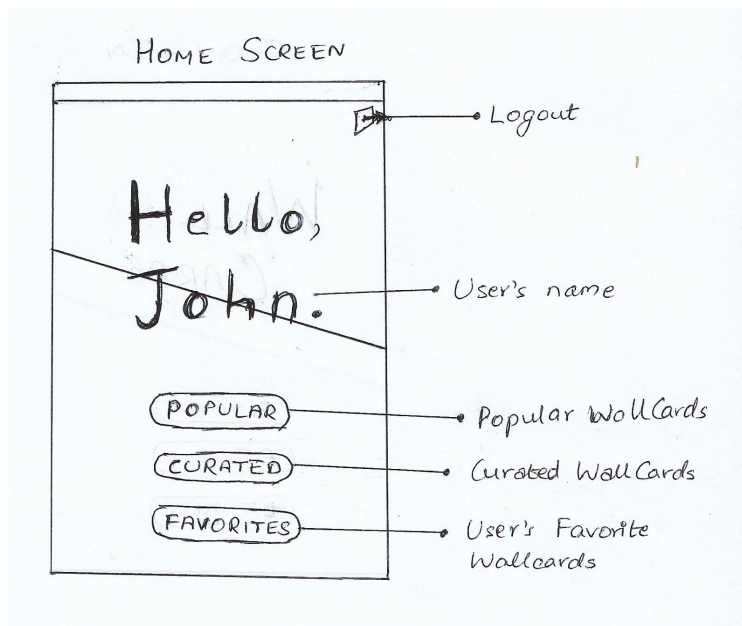 HOME SCREEN
Logout
Hello,
John.
User's name
POPULAR
Popular WallCards
CURATED
Curated WallCards
FAVORITES
User's Favorite
Wallcards